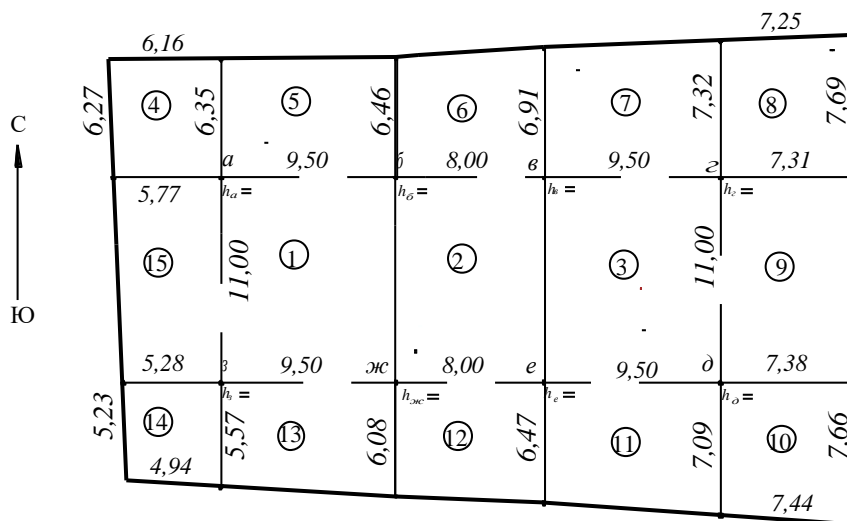 7,25
6,16
6,27 4 6,35 5 6,46 6 6,91 7 7,32 8 7,69
С
а 9,50 б 8,00 в 9,50 г 7,31
5,77 hа = hб = hв = hг =
15 11,00 1 2 3 11,00 9
Ю
5,28 з 9,50 ж 8,00 е 9,50 д 7,38
hз = hж = hе = hд =
5,23 14 5,57 13 6,08 12 6,47 11 7,09 10 7,66
4,94
7,44